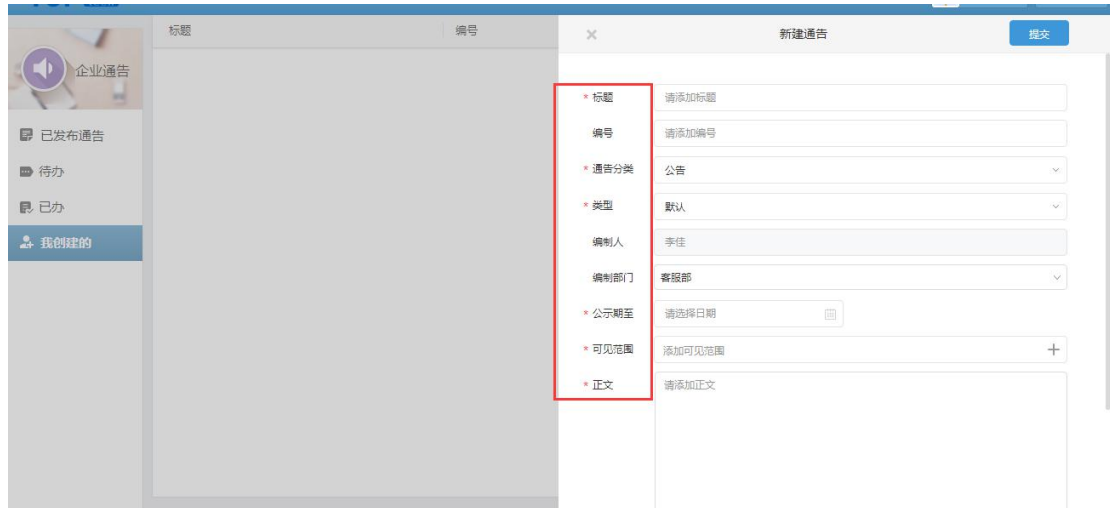 标题 编号
× 新建通告 提交
企业通告
已发布通告
待办
已办
我创建的
* 标题 请添加标题
编号 请添加编号
* 通告分类 公告
* 类型 默认
编制人 李佳
编制部门 客服部
* 公示期至 请选择日期
* 可见范围 添加可见范围 +
* 正文 请添加正文